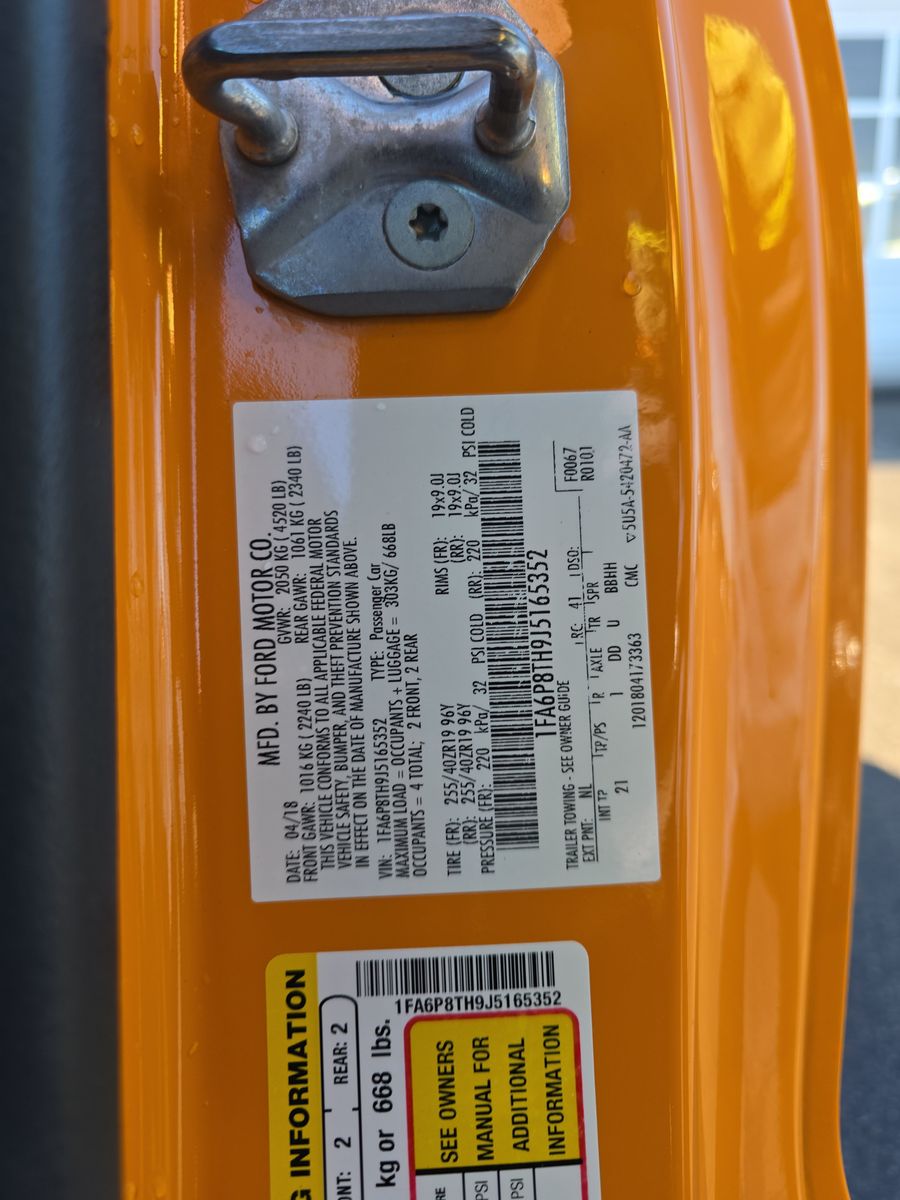 MFD. BY FORD MOTOR CO.
DATE: 04/18 GVWR: 2050 KG ( 4520 LB)
FRONT GAWR: 1016 KG ( 2240 LB) REAR GAWR: 1061 KG ( 2340 LB)
THIS VEHICLE CONFORMS TO ALL APPLICABLE FEDERAL MOTOR
VEHICLE SAFETY, BUMPER, AND THEFT PREVENTION STANDARDS
IN EFFECT ON THE DATE OF MANUFACTURE SHOWN ABOVE.
VIN: 1FA6P8TH9J5165352 TYPE: Passenger Car
MAXIMUM LOAD = OCCUPANTS + LUGGAGE = 303KG/ 668LB
OCCUPANTS = 4 TOTAL; 2 FRONT, 2 REAR
TIRE (FR): 255/40ZR19 96Y RIMS (FR): 19x9.0J
(RR): 255/40ZR19 96Y (RR): 19x9.0J
PRESSURE (FR): 220 kPa/ 32 PSI COLD (RR): 220 kPa/ 32 PSI COLD
1FA6P8TH9J5165352
TRAILER TOWING - SEE OWNER GUIDE F0067
EXT PNT: NL RC: 41 DSO: R0101
INT TP TP/PS R AXLE TR SPR
21 I DD U BBHH
1201804173363 CMC ▽5U5A-5420472-AA
G INFORMATION
ONT: 2 REAR: 2
kg or 668 lbs.
1FA6P8TH9J5165352
SEE OWNERS
MANUAL FOR
ADDITIONAL
INFORMATION
RE
PSI
PSI